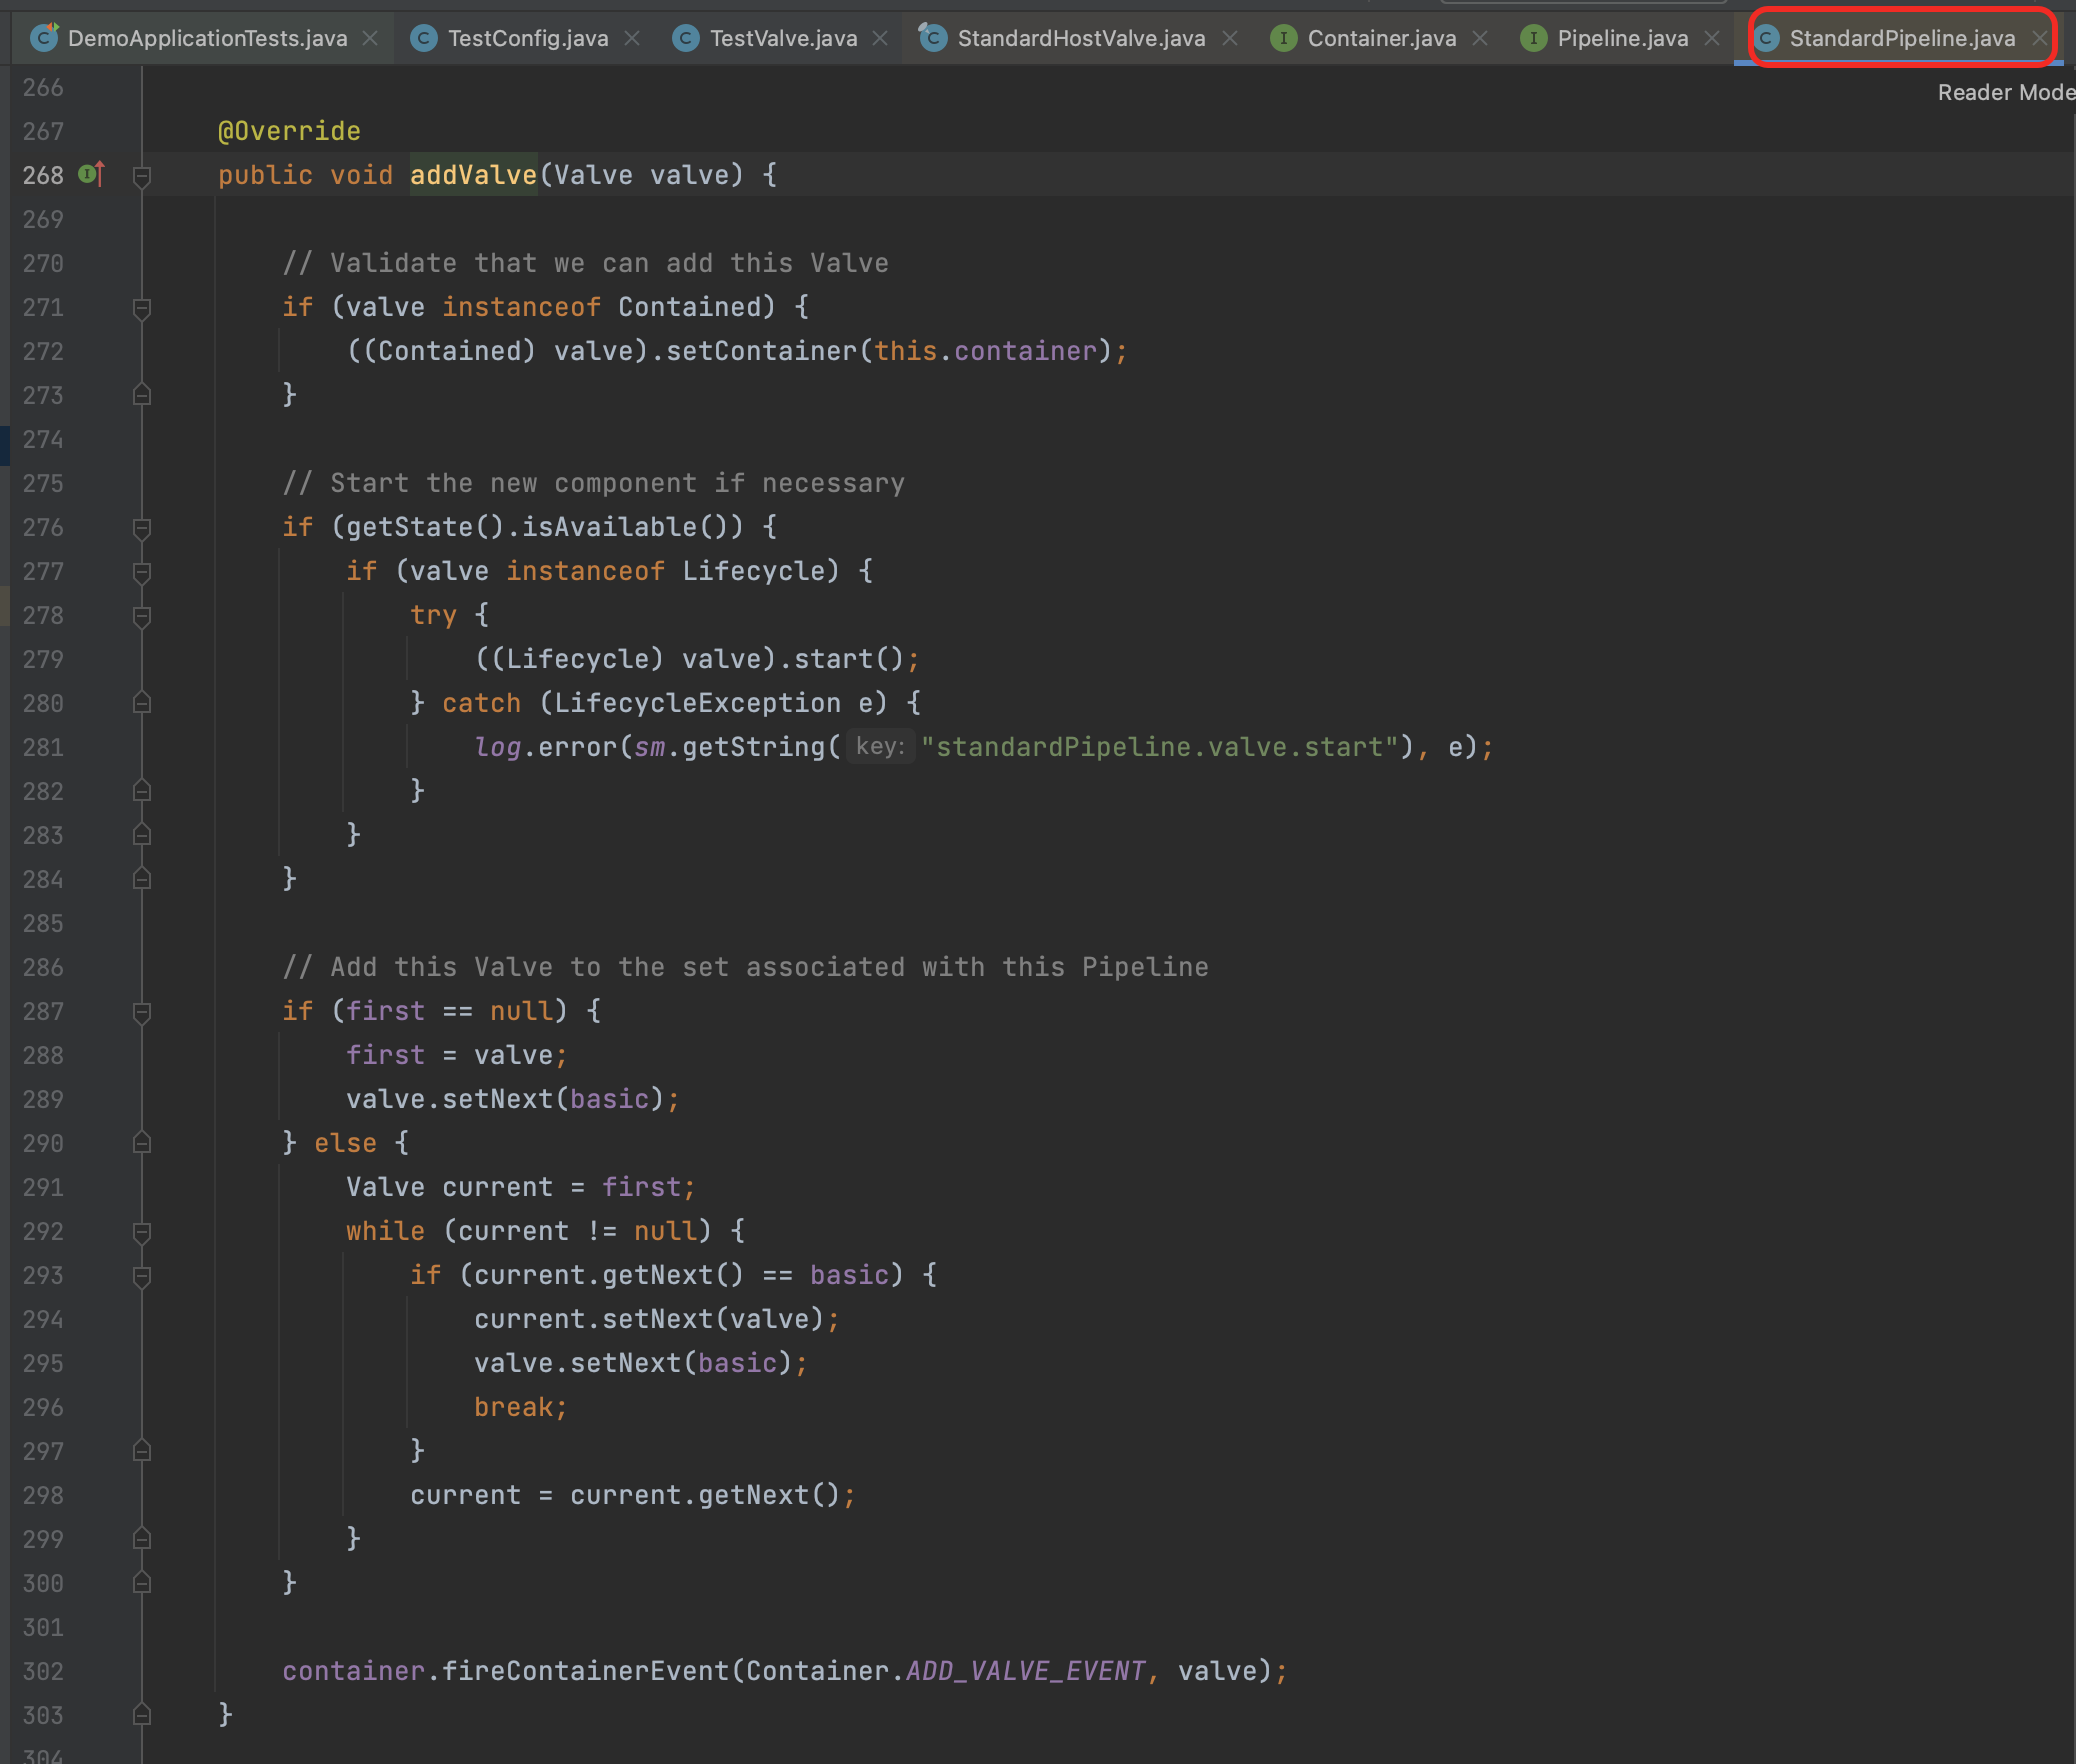 DemoApplicationTests.java TestConfig.java TestValve.java StandardHostValve.java Container.java Pipeline.java StandardPipeline.java
Reader Mode
266
267 @Override
268 public void addValve(Valve valve) {
269
270 // Validate that we can add this Valve
271 if (valve instanceof Contained) {
272 ((Contained) valve).setContainer(this.container);
273 }
274
275 // Start the new component if necessary
276 if (getState().isAvailable()) {
277 if (valve instanceof Lifecycle) {
278 try {
279 ((Lifecycle) valve).start();
280 } catch (LifecycleException e) {
281 log.error(sm.getString( key: "standardPipeline.valve.start"), e);
282 }
283 }
284 }
285
286 // Add this Valve to the set associated with this Pipeline
287 if (first == null) {
288 first = valve;
289 valve.setNext(basic);
290 } else {
291 Valve current = first;
292 while (current != null) {
293 if (current.getNext() == basic) {
294 current.setNext(valve);
295 valve.setNext(basic);
296 break;
297 }
298 current = current.getNext();
299 }
300 }
301
302 container.fireContainerEvent(Container.ADD_VALVE_EVENT, valve);
303 }
304